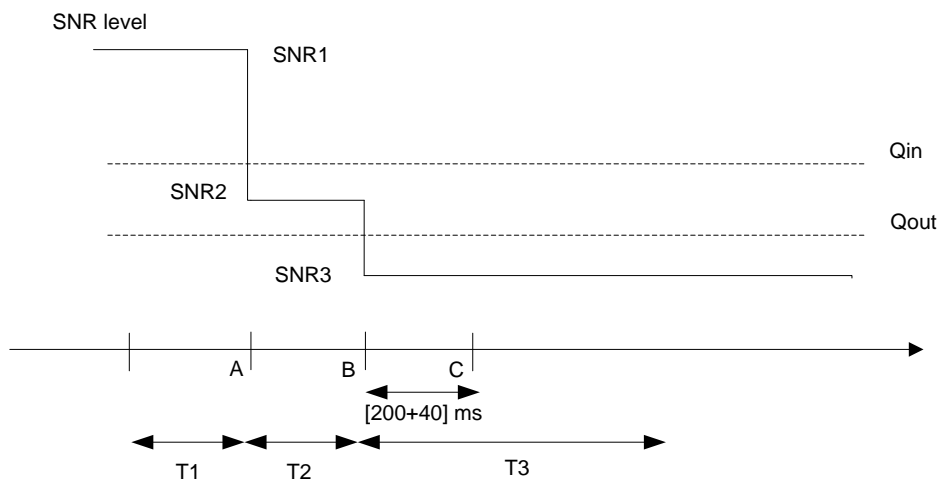 SNR level
SNR1
Qin
SNR2
Qout
SNR3
A
B
C
[200+40] ms
T1
T2
T3